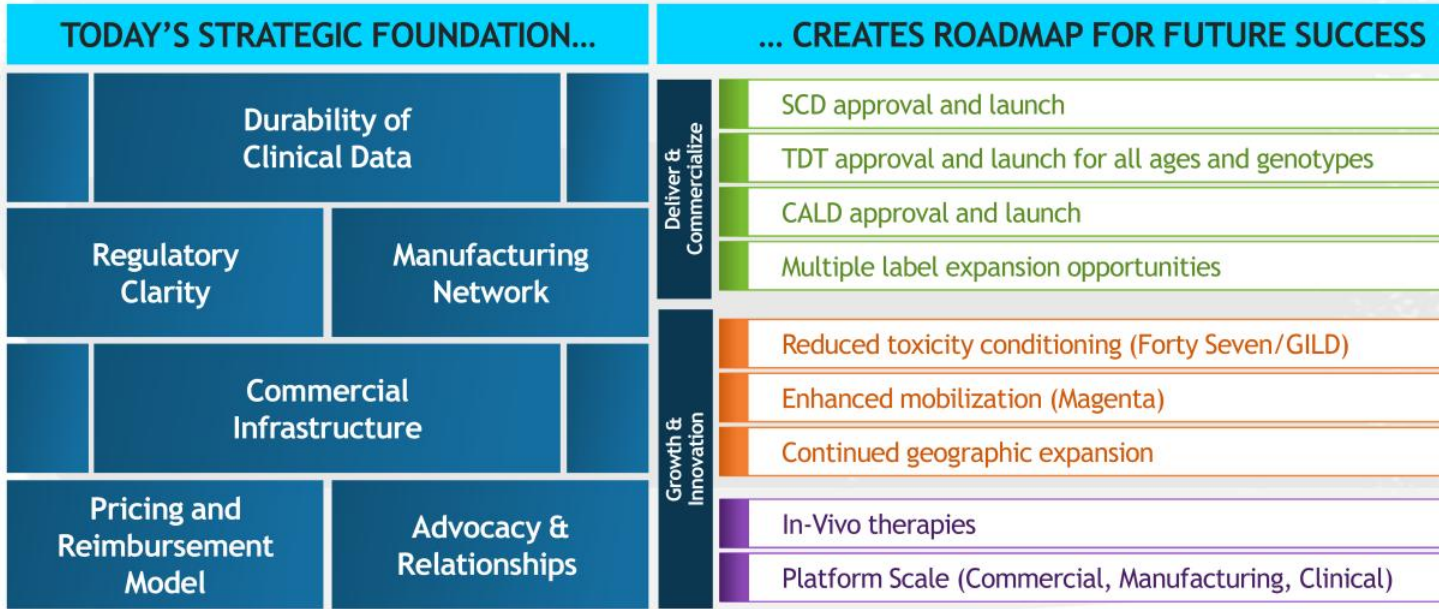 TODAY’S STRATEGIC FOUNDATION…
Durability of
Clinical Data
Regulatory
Clarity
Manufacturing
Network
Commercial
Infrastructure
Pricing and
Reimbursement
Model
Advocacy &
Relationships
… CREATES ROADMAP FOR FUTURE SUCCESS
Deliver &
Commercialize
SCD approval and launch
TDT approval and launch for all ages and genotypes
CALD approval and launch
Multiple label expansion opportunities
Growth &
Innovation
Reduced toxicity conditioning (Forty Seven/GILD)
Enhanced mobilization (Magenta)
Continued geographic expansion
In-Vivo therapies
Platform Scale (Commercial, Manufacturing, Clinical)